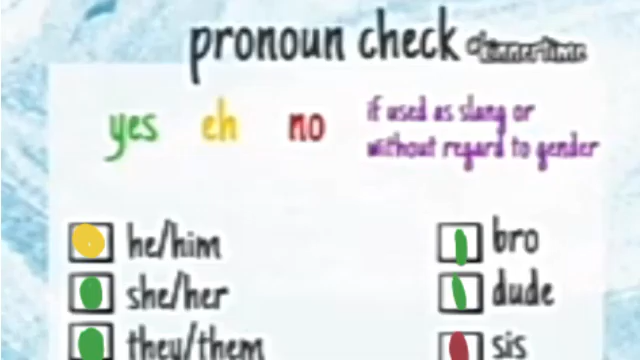 pronoun check
yes eh no
if used as slang or
without regard to gender
he/him
she/her
they/them
bro
dude
sis